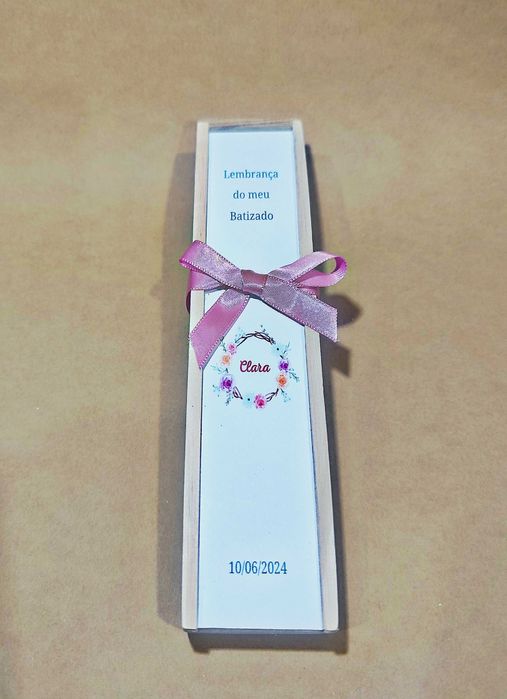 Lembrança
do meu
Batizado
Clara
10/06/2024